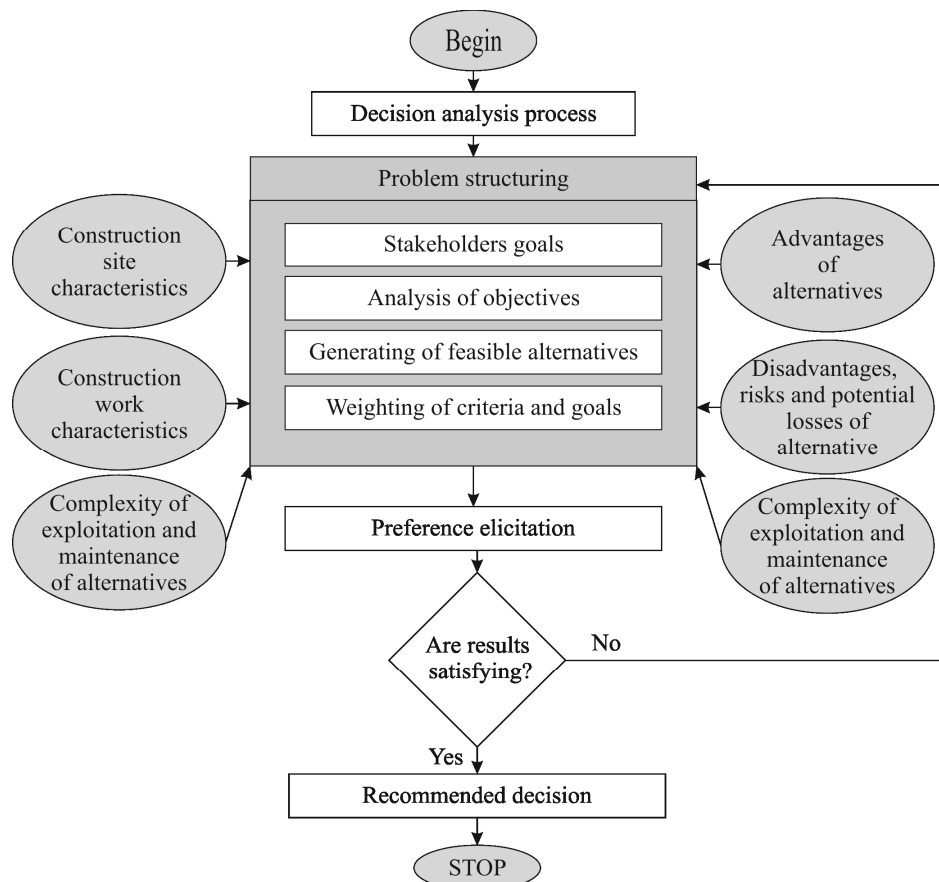 Begin
Decision analysis process
Problem structuring
Construction
site
characteristics
Stakeholders goals
Advantages
of
alternatives
Analysis of objectives
Generating of feasible alternatives
Construction
work
characteristics
Weighting of criteria and goals
Disadvantages,
risks and potential
losses of
alternative
Complexity of
exploitation and
maintenance
of alternatives
Preference elicitation
Complexity of
exploitation and
maintenance
of alternatives
Are results
satisfying?
No
Yes
Recommended decision
STOP